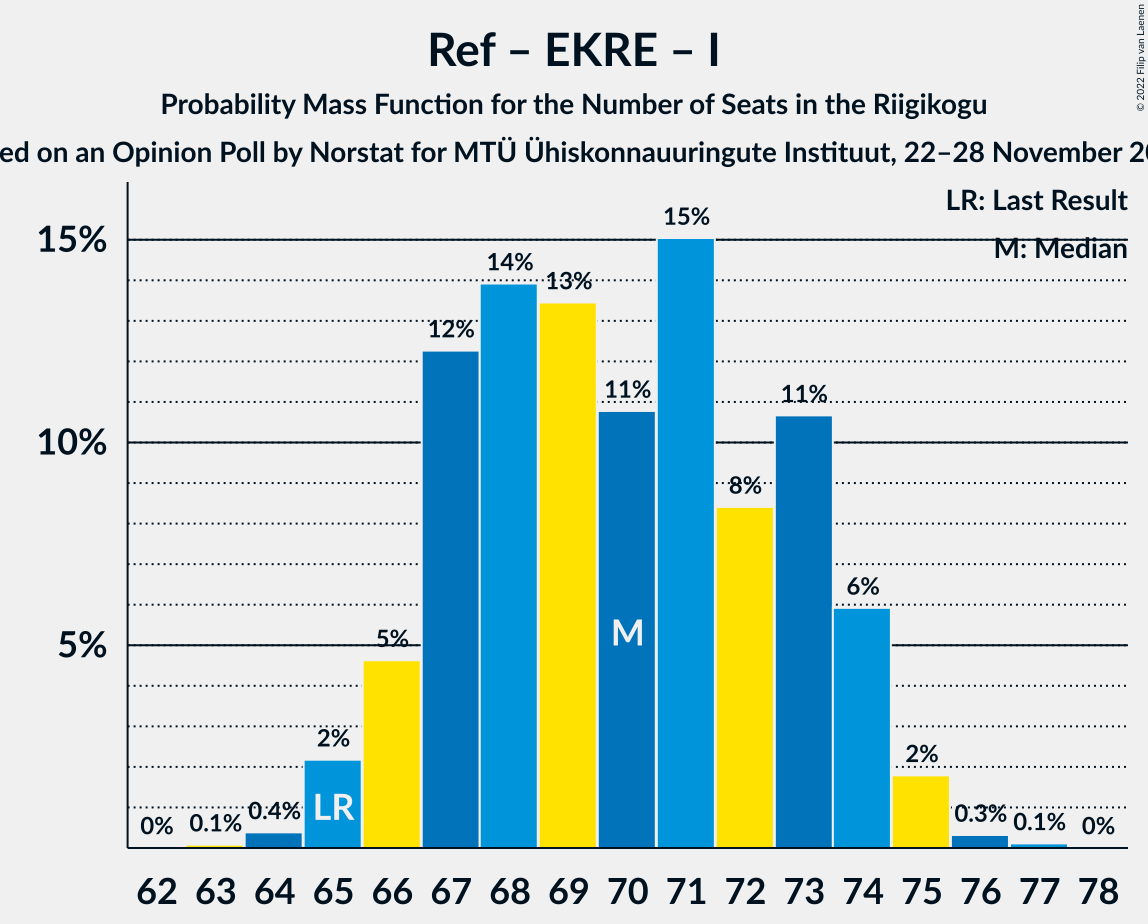 Ref – EKRE – I
Probability Mass Function for the Number of Seats in the Riigikogu
ed on an Opinion Poll by Norstat for MTÜ Ühiskonnauuringute Instituut, 22–28 November 20
© 2022 Filip van Laenen
LR: Last Result
M: Median
15%
10%
5%
0%
0.1%
0.4%
2%
5%
12%
14%
13%
11%
15%
8%
11%
6%
2%
0.3%
0.1%
0%
LR
M
62 63 64 65 66 67 68 69 70 71 72 73 74 75 76 77 78